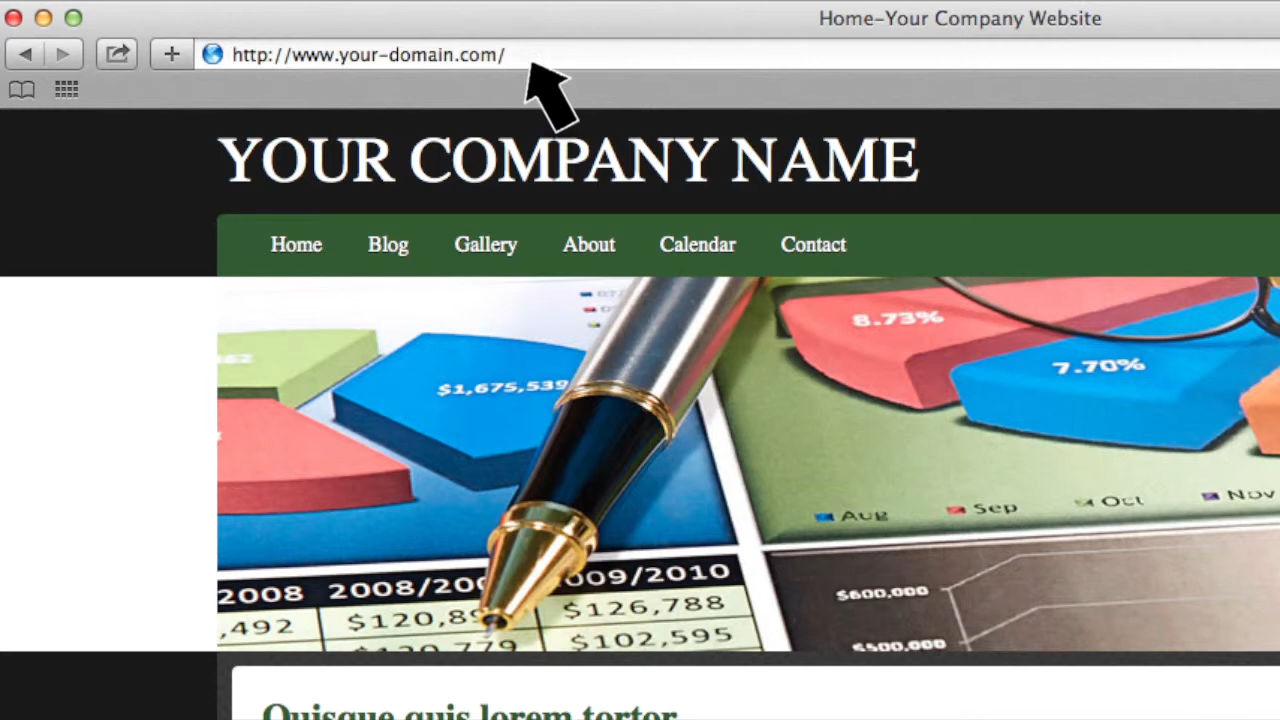 Home-Your Company Website
http://www.your-domain.com/
YOUR COMPANY NAME
Home Blog Gallery About Calendar Contact
8.73%
7.70%
$1,675,539
Aug Sep Oct Nov
2008 2008/200 009/2010
,492 $120,89 $126,788
$102,595
$600,000
$500,000
Quisque quis lorem tortor